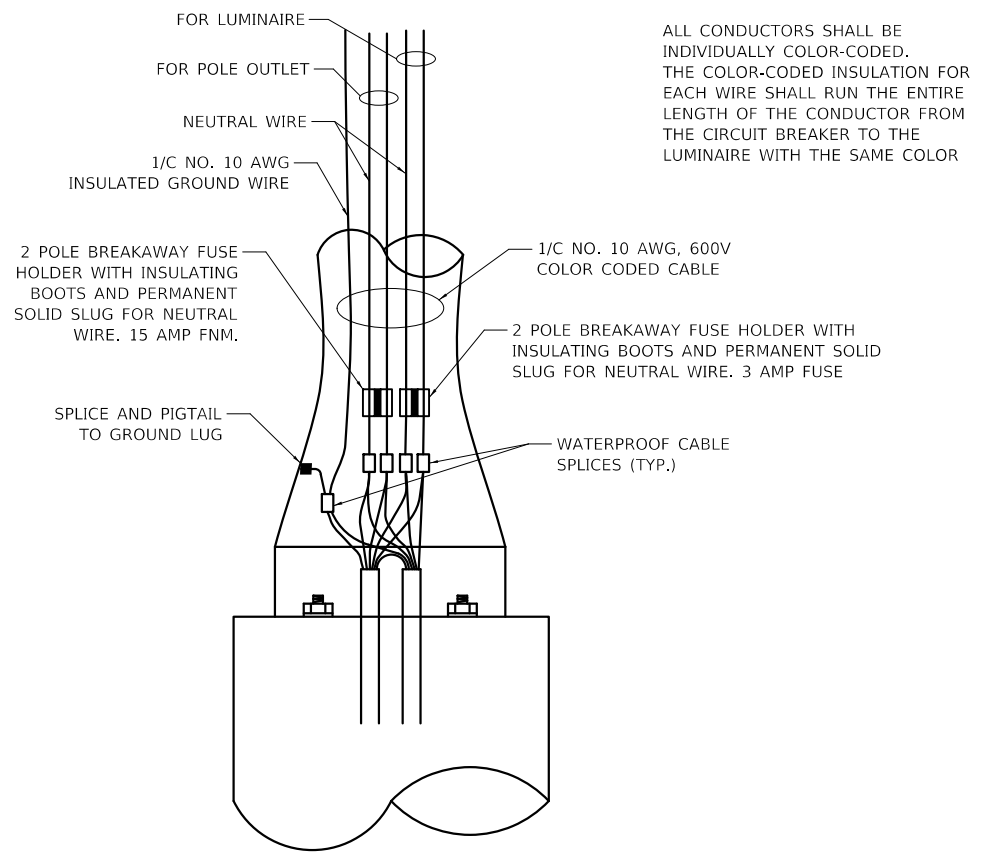 FOR LUMINAIRE
FOR POLE OUTLET
NEUTRAL WIRE
1/C NO. 10 AWG
INSULATED GROUND WIRE
2 POLE BREAKAWAY FUSE
HOLDER WITH INSULATING
BOOTS AND PERMANENT
SOLID SLUG FOR NEUTRAL
WIRE. 15 AMP FNM.
SPLICE AND PIGTAIL
TO GROUND LUG
ALL CONDUCTORS SHALL BE
INDIVIDUALLY COLOR-CODED.
THE COLOR-CODED INSULATION FOR
EACH WIRE SHALL RUN THE ENTIRE
LENGTH OF THE CONDUCTOR FROM
THE CIRCUIT BREAKER TO THE
LUMINAIRE WITH THE SAME COLOR
1/C NO. 10 AWG, 600V
COLOR CODED CABLE
2 POLE BREAKAWAY FUSE HOLDER WITH
INSULATING BOOTS AND PERMANENT SOLID
SLUG FOR NEUTRAL WIRE. 3 AMP FUSE
WATERPROOF CABLE
SPLICES (TYP.)